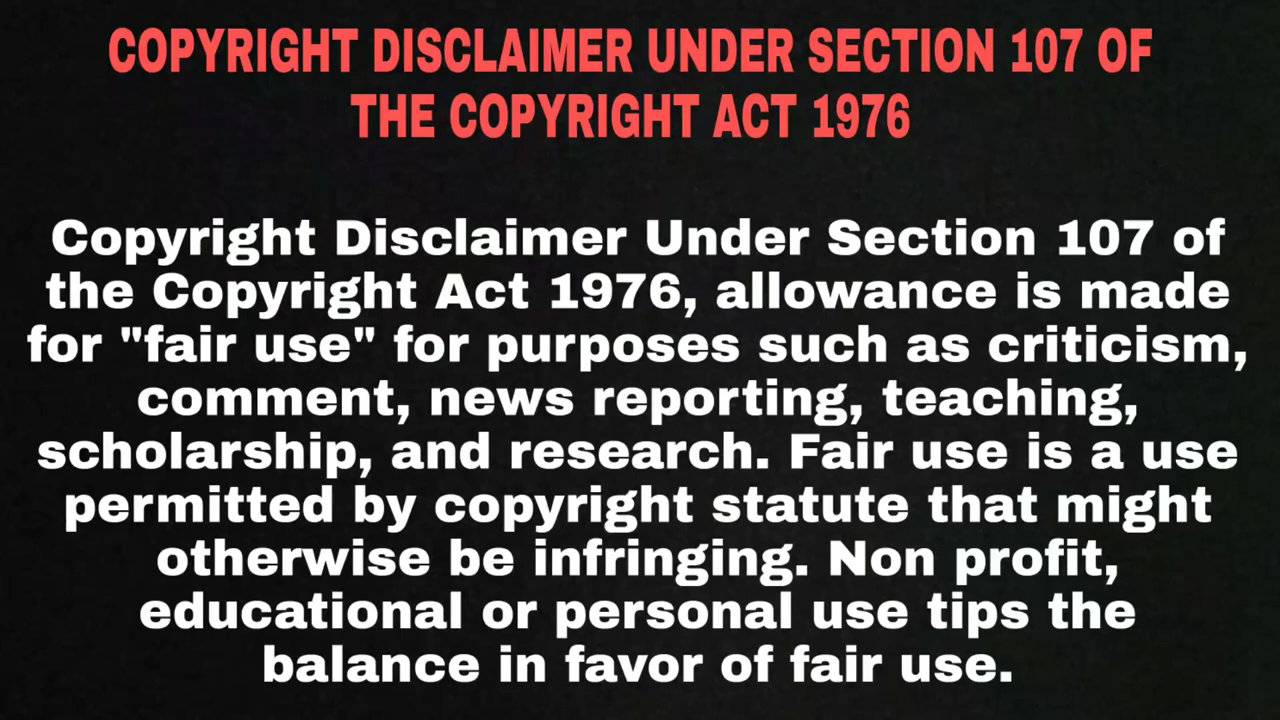 COPYRIGHT DISCLAIMER UNDER SECTION 107 OF
THE COPYRIGHT ACT 1976
Copyright Disclaimer Under Section 107 of
the Copyright Act 1976, allowance is made
for "fair use" for purposes such as criticism,
comment, news reporting, teaching,
scholarship, and research. Fair use is a use
permitted by copyright statute that might
otherwise be infringing. Non profit,
educational or personal use tips the
balance in favor of fair use.